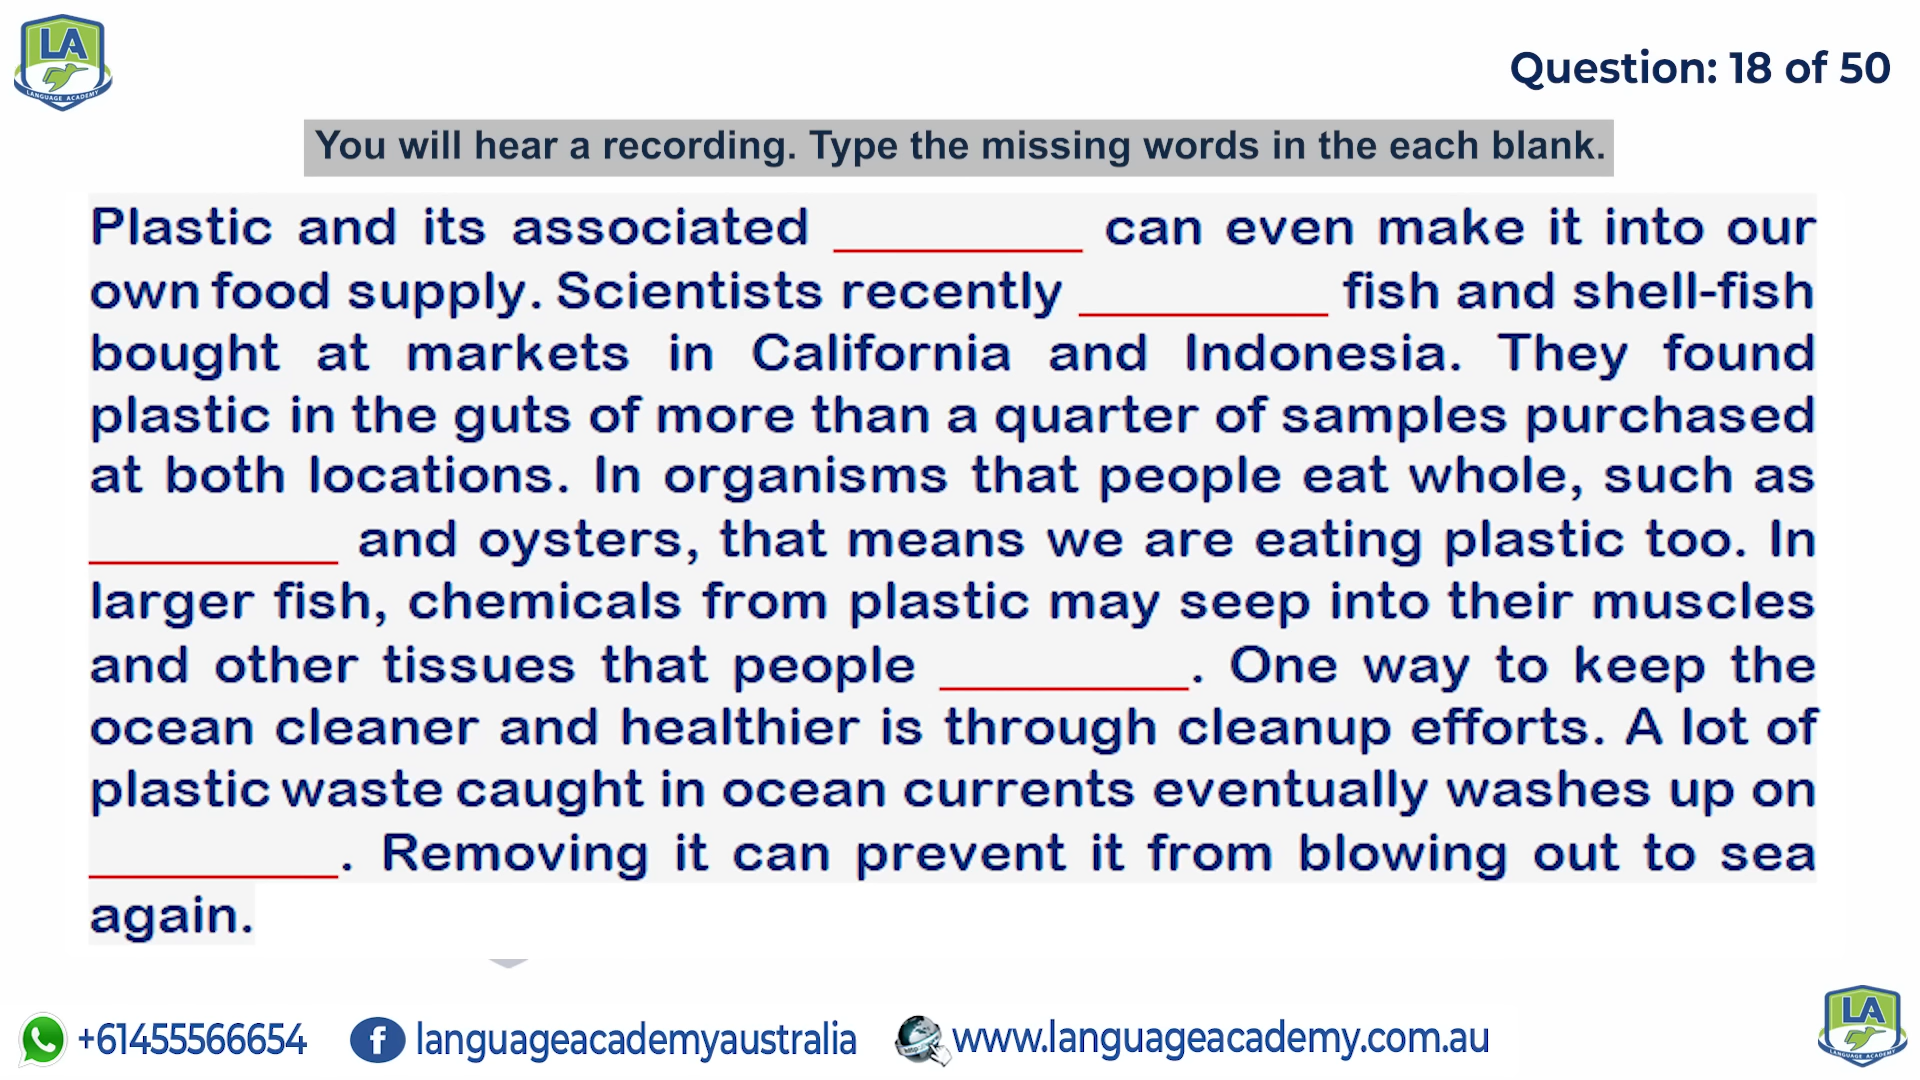 LA
LANGUAGE ACADEMY
Question: 18 of 50
You will hear a recording. Type the missing words in the each blank.
Plastic and its associated ________ can even make it into our
own food supply. Scientists recently ________ fish and shell-fish
bought at markets in California and Indonesia. They found
plastic in the guts of more than a quarter of samples purchased
at both locations. In organisms that people eat whole, such as
________ and oysters, that means we are eating plastic too. In
larger fish, chemicals from plastic may seep into their muscles
and other tissues that people ________. One way to keep the
ocean cleaner and healthier is through cleanup efforts. A lot of
plastic waste caught in ocean currents eventually washes up on
________. Removing it can prevent it from blowing out to sea
again.
+61455566654
f languageacademyaustralia
http www.languageacademy.com.au
LA
LANGUAGE ACADEMY